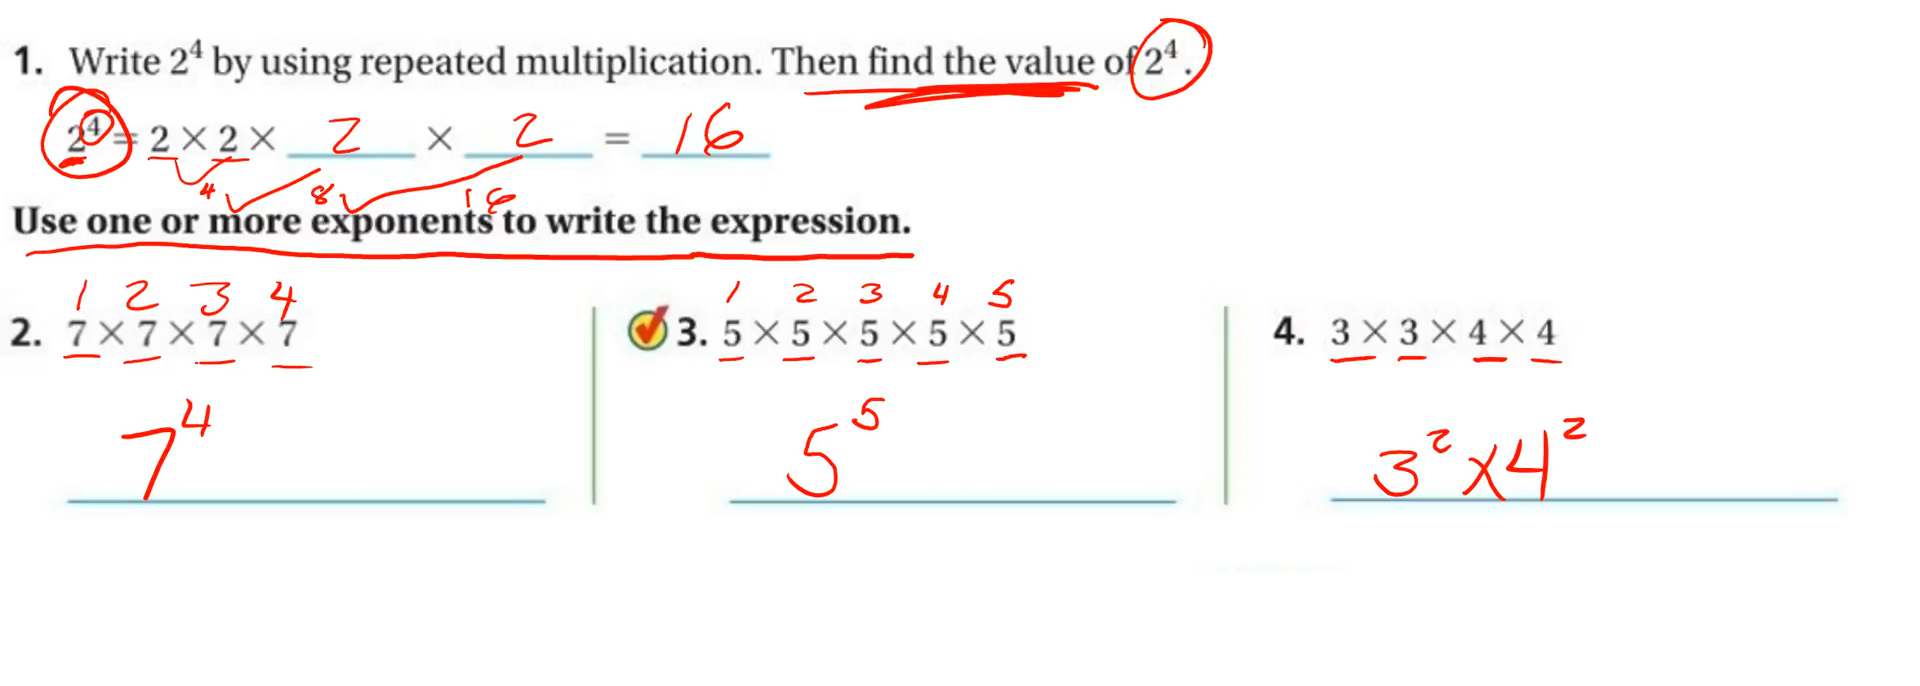 1. Write 2⁴ by using repeated multiplication. Then find the value of 2⁴.
2⁴ = 2 × 2 × 2 × 2 = 16
4 8 16
Use one or more exponents to write the expression.
1 2 3 4 1 2 3 4 5
2. 7 × 7 × 7 × 7 3. 5 × 5 × 5 × 5 × 5 4. 3 × 3 × 4 × 4
7⁴ 5⁵ 3² × 4²